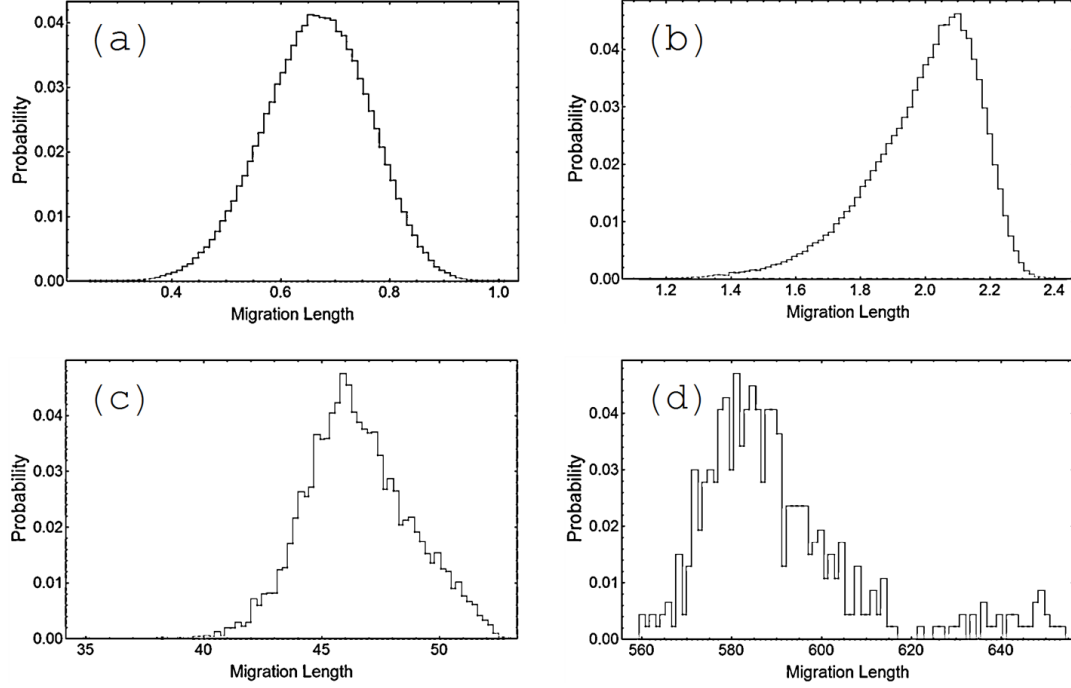 (a)
Probability
0.04
0.03
0.02
0.01
0.00
0.4 0.6 0.8 1.0
Migration Length
(b)
Probability
0.04
0.03
0.02
0.01
0.00
1.2 1.4 1.6 1.8 2.0 2.2 2.4
Migration Length
(c)
Probability
0.04
0.03
0.02
0.01
0.00
35 40 45 50
Migration Length
(d)
Probability
0.04
0.03
0.02
0.01
0.00
560 580 600 620 640
Migration Length